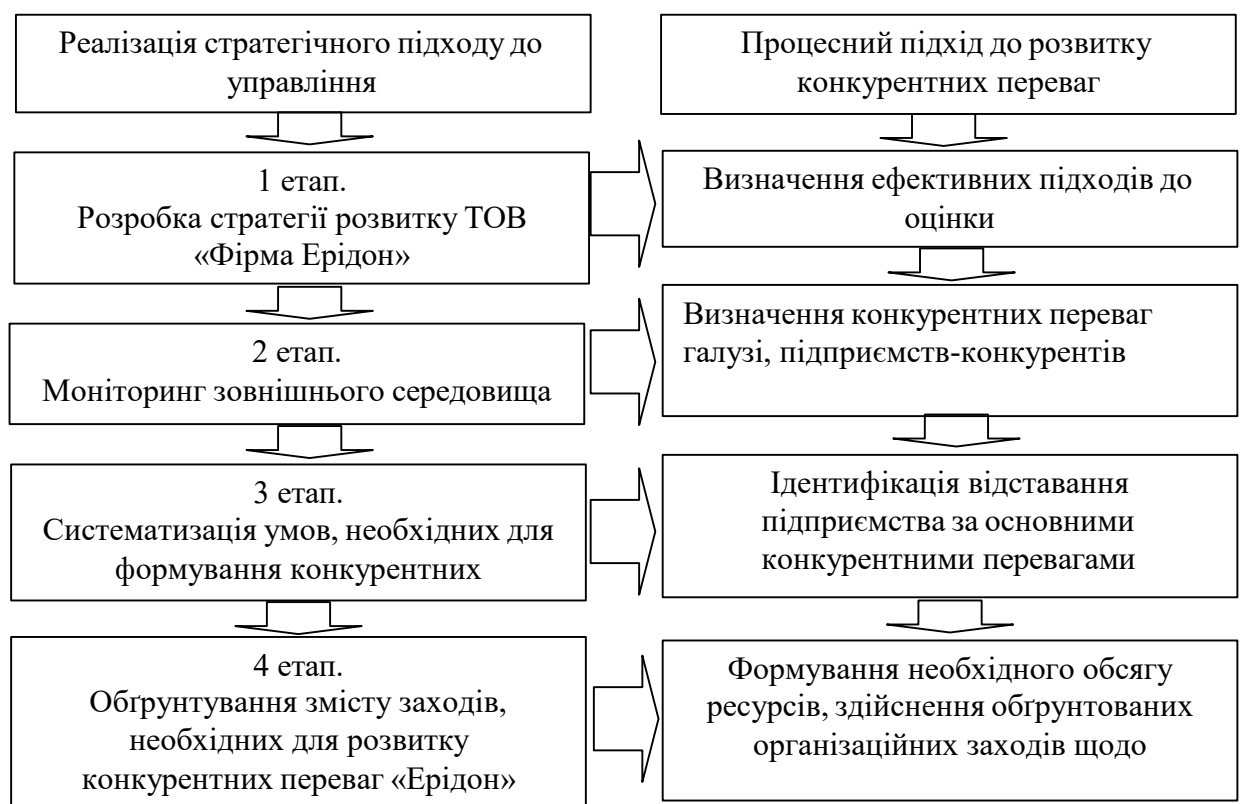 Реалізація стратегічного підходу до
управління
Процесний підхід до розвитку
конкурентних переваг
1 етап.
Розробка стратегії розвитку ТОВ
«Фірма Ерідон»
Визначення ефективних підходів до
оцінки
2 етап.
Моніторинг зовнішнього середовища
Визначення конкурентних переваг
галузі, підприємств-конкурентів
3 етап.
Систематизація умов, необхідних для
формування конкурентних
Ідентифікація відставання
підприємства за основними
конкурентними перевагами
4 етап.
Обґрунтування змісту заходів,
необхідних для розвитку
конкурентних переваг «Ерідон»
Формування необхідного обсягу
ресурсів, здійснення обґрунтованих
організаційних заходів щодо